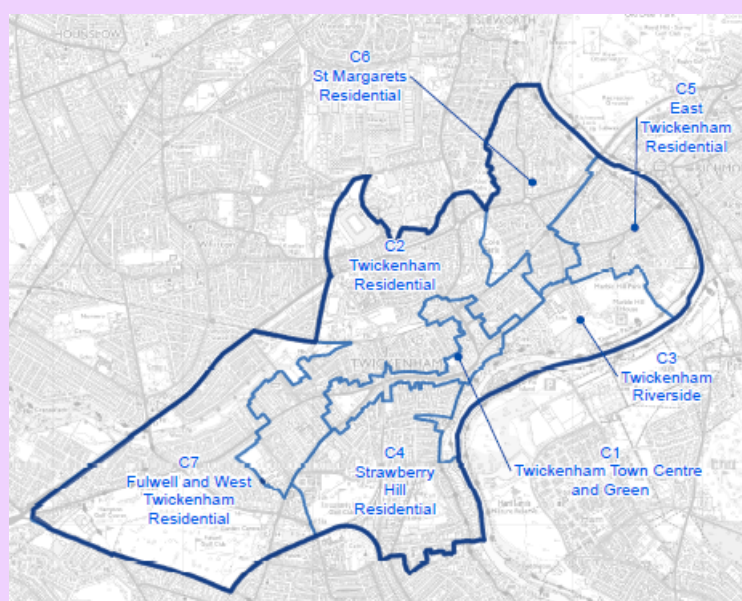 HOUNSLOW
ISLEWORTH
C6
St Margarets
Residential
C5
East
Twickenham
Residential
C2
Twickenham
Residential
TWICKENHAM
C3
Twickenham
Riverside
C1
Twickenham Town Centre
and Green
C4
Strawberry
Hill
Residential
C7
Fulwell and West
Twickenham
Residential